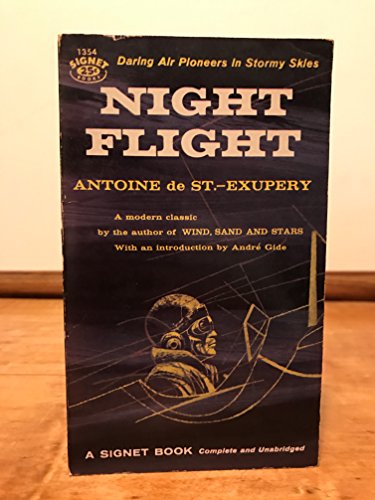 1354
SIGNET
25¢
BOOKS
Daring Air Pioneers in Stormy Skies
NIGHT
FLIGHT
ANTOINE de ST.-EXUPERY
A modern classic
by the author of WIND, SAND AND STARS
With an introduction by André Gide
A SIGNET BOOK Complete and Unabridged